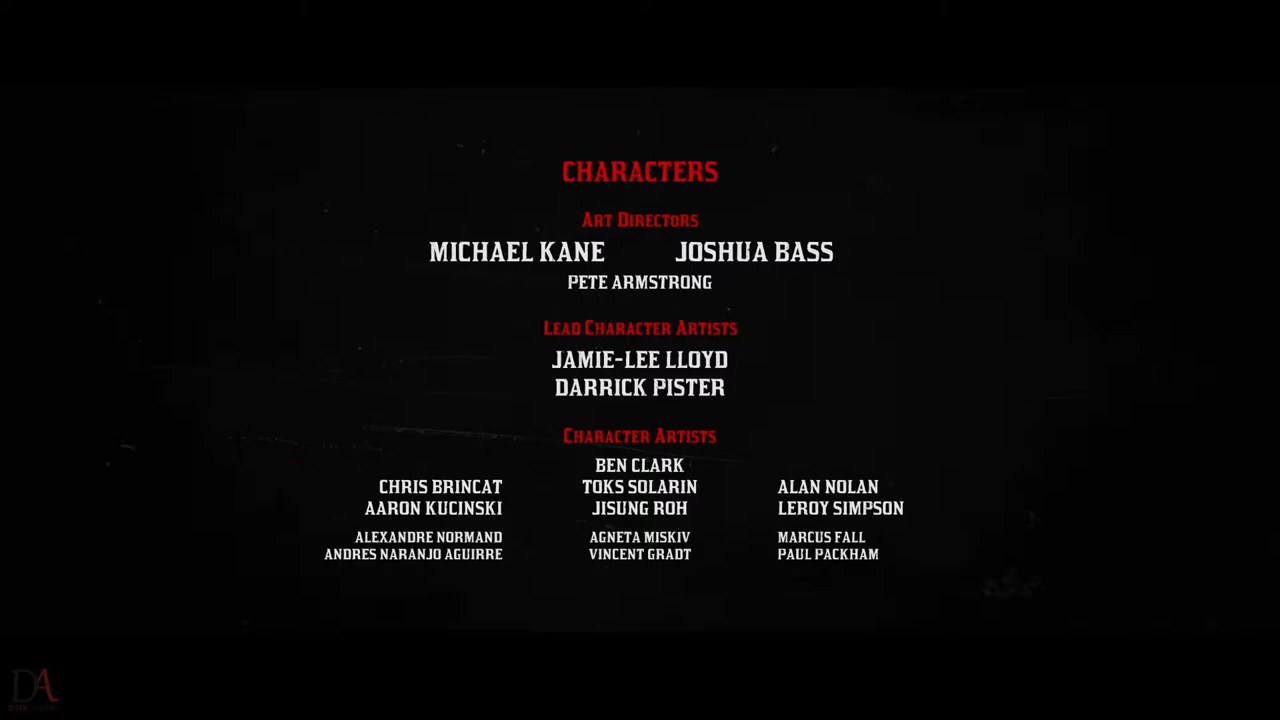 CHARACTERS
ART DIRECTORS
MICHAEL KANE JOSHUA BASS
PETE ARMSTRONG
LEAD CHARACTER ARTISTS
JAMIE-LEE LLOYD
DARRICK PISTER
CHARACTER ARTISTS
BEN CLARK
CHRIS BRINCAT TOKS SOLARIN ALAN NOLAN
AARON KUCINSKI JISUNG ROH LEROY SIMPSON
ALEXANDRE NORMAND AGNETA MISKIV MARCUS FALL
ANDRES NARANJO AGUIRRE VINCENT GRADT PAUL PACKHAM
DA